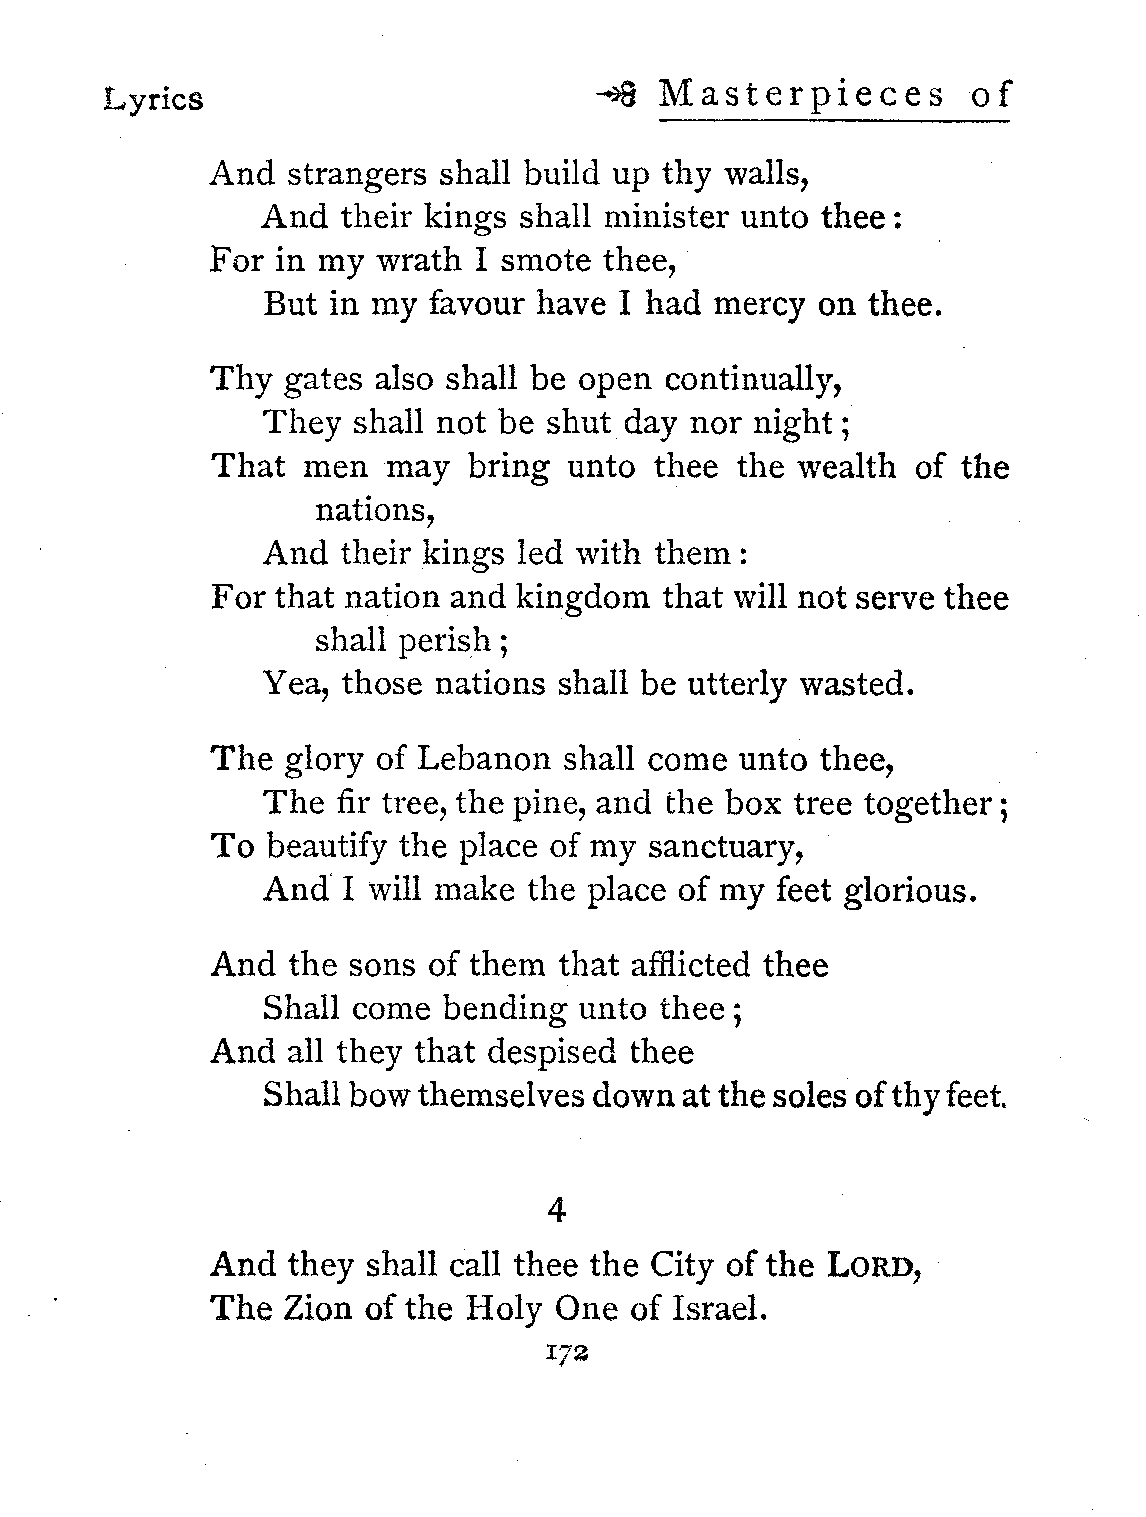 Lyrics Masterpieces of
And strangers shall build up thy walls,
And their kings shall minister unto thee:
For in my wrath I smote thee,
But in my favour have I had mercy on thee.
Thy gates also shall be open continually,
They shall not be shut day nor night;
That men may bring unto thee the wealth of the
nations,
And their kings led with them:
For that nation and kingdom that will not serve thee
shall perish;
Yea, those nations shall be utterly wasted.
The glory of Lebanon shall come unto thee,
The fir tree, the pine, and the box tree together;
To beautify the place of my sanctuary,
And I will make the place of my feet glorious.
And the sons of them that afflicted thee
Shall come bending unto thee;
And all they that despised thee
Shall bow themselves down at the soles of thy feet.
4
And they shall call thee the City of the LORD,
The Zion of the Holy One of Israel.
172